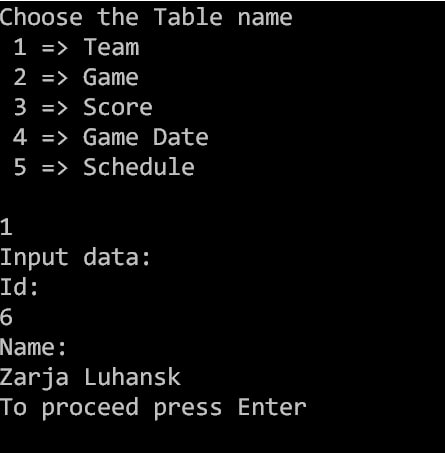 Choose the Table name
1 => Team
2 => Game
3 => Score
4 => Game Date
5 => Schedule
1
Input data:
Id:
6
Name:
Zarja Luhansk
To proceed press Enter